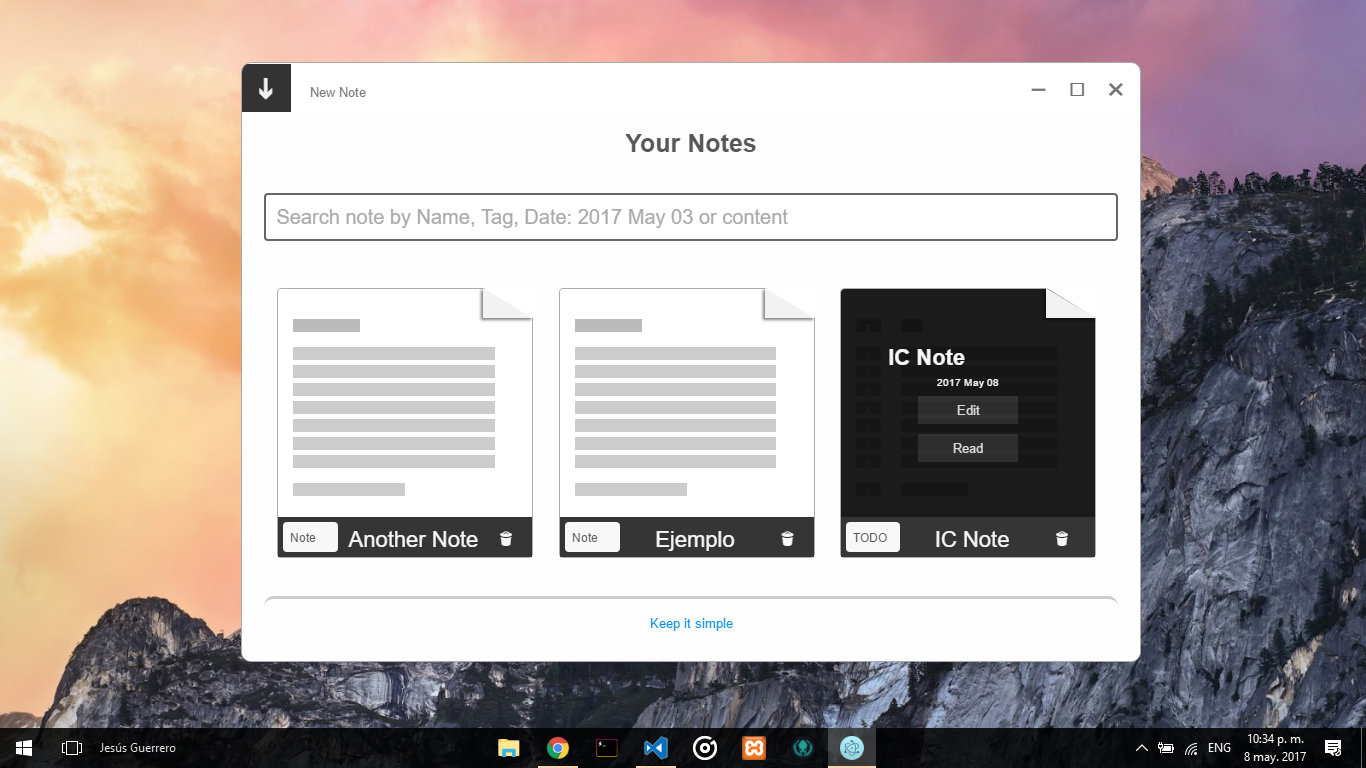 New Note
Your Notes
Search note by Name, Tag, Date: 2017 May 03 or content
IC Note
2017 May 08
Edit
Read
Note
Another Note
Note
Ejemplo
TODO
IC Note
Keep it simple
Jesús Guerrero
ENG
10:34 p. m.
8 may. 2017